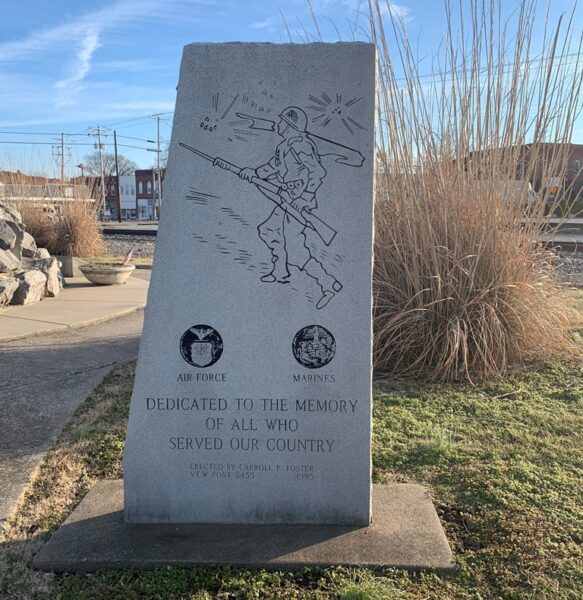 AIR FORCE
MARINES
DEDICATED TO THE MEMORY
OF ALL WHO
SERVED OUR COUNTRY
ERECTED BY CARROLL P. FOSTER
VFW POST 3455 1995